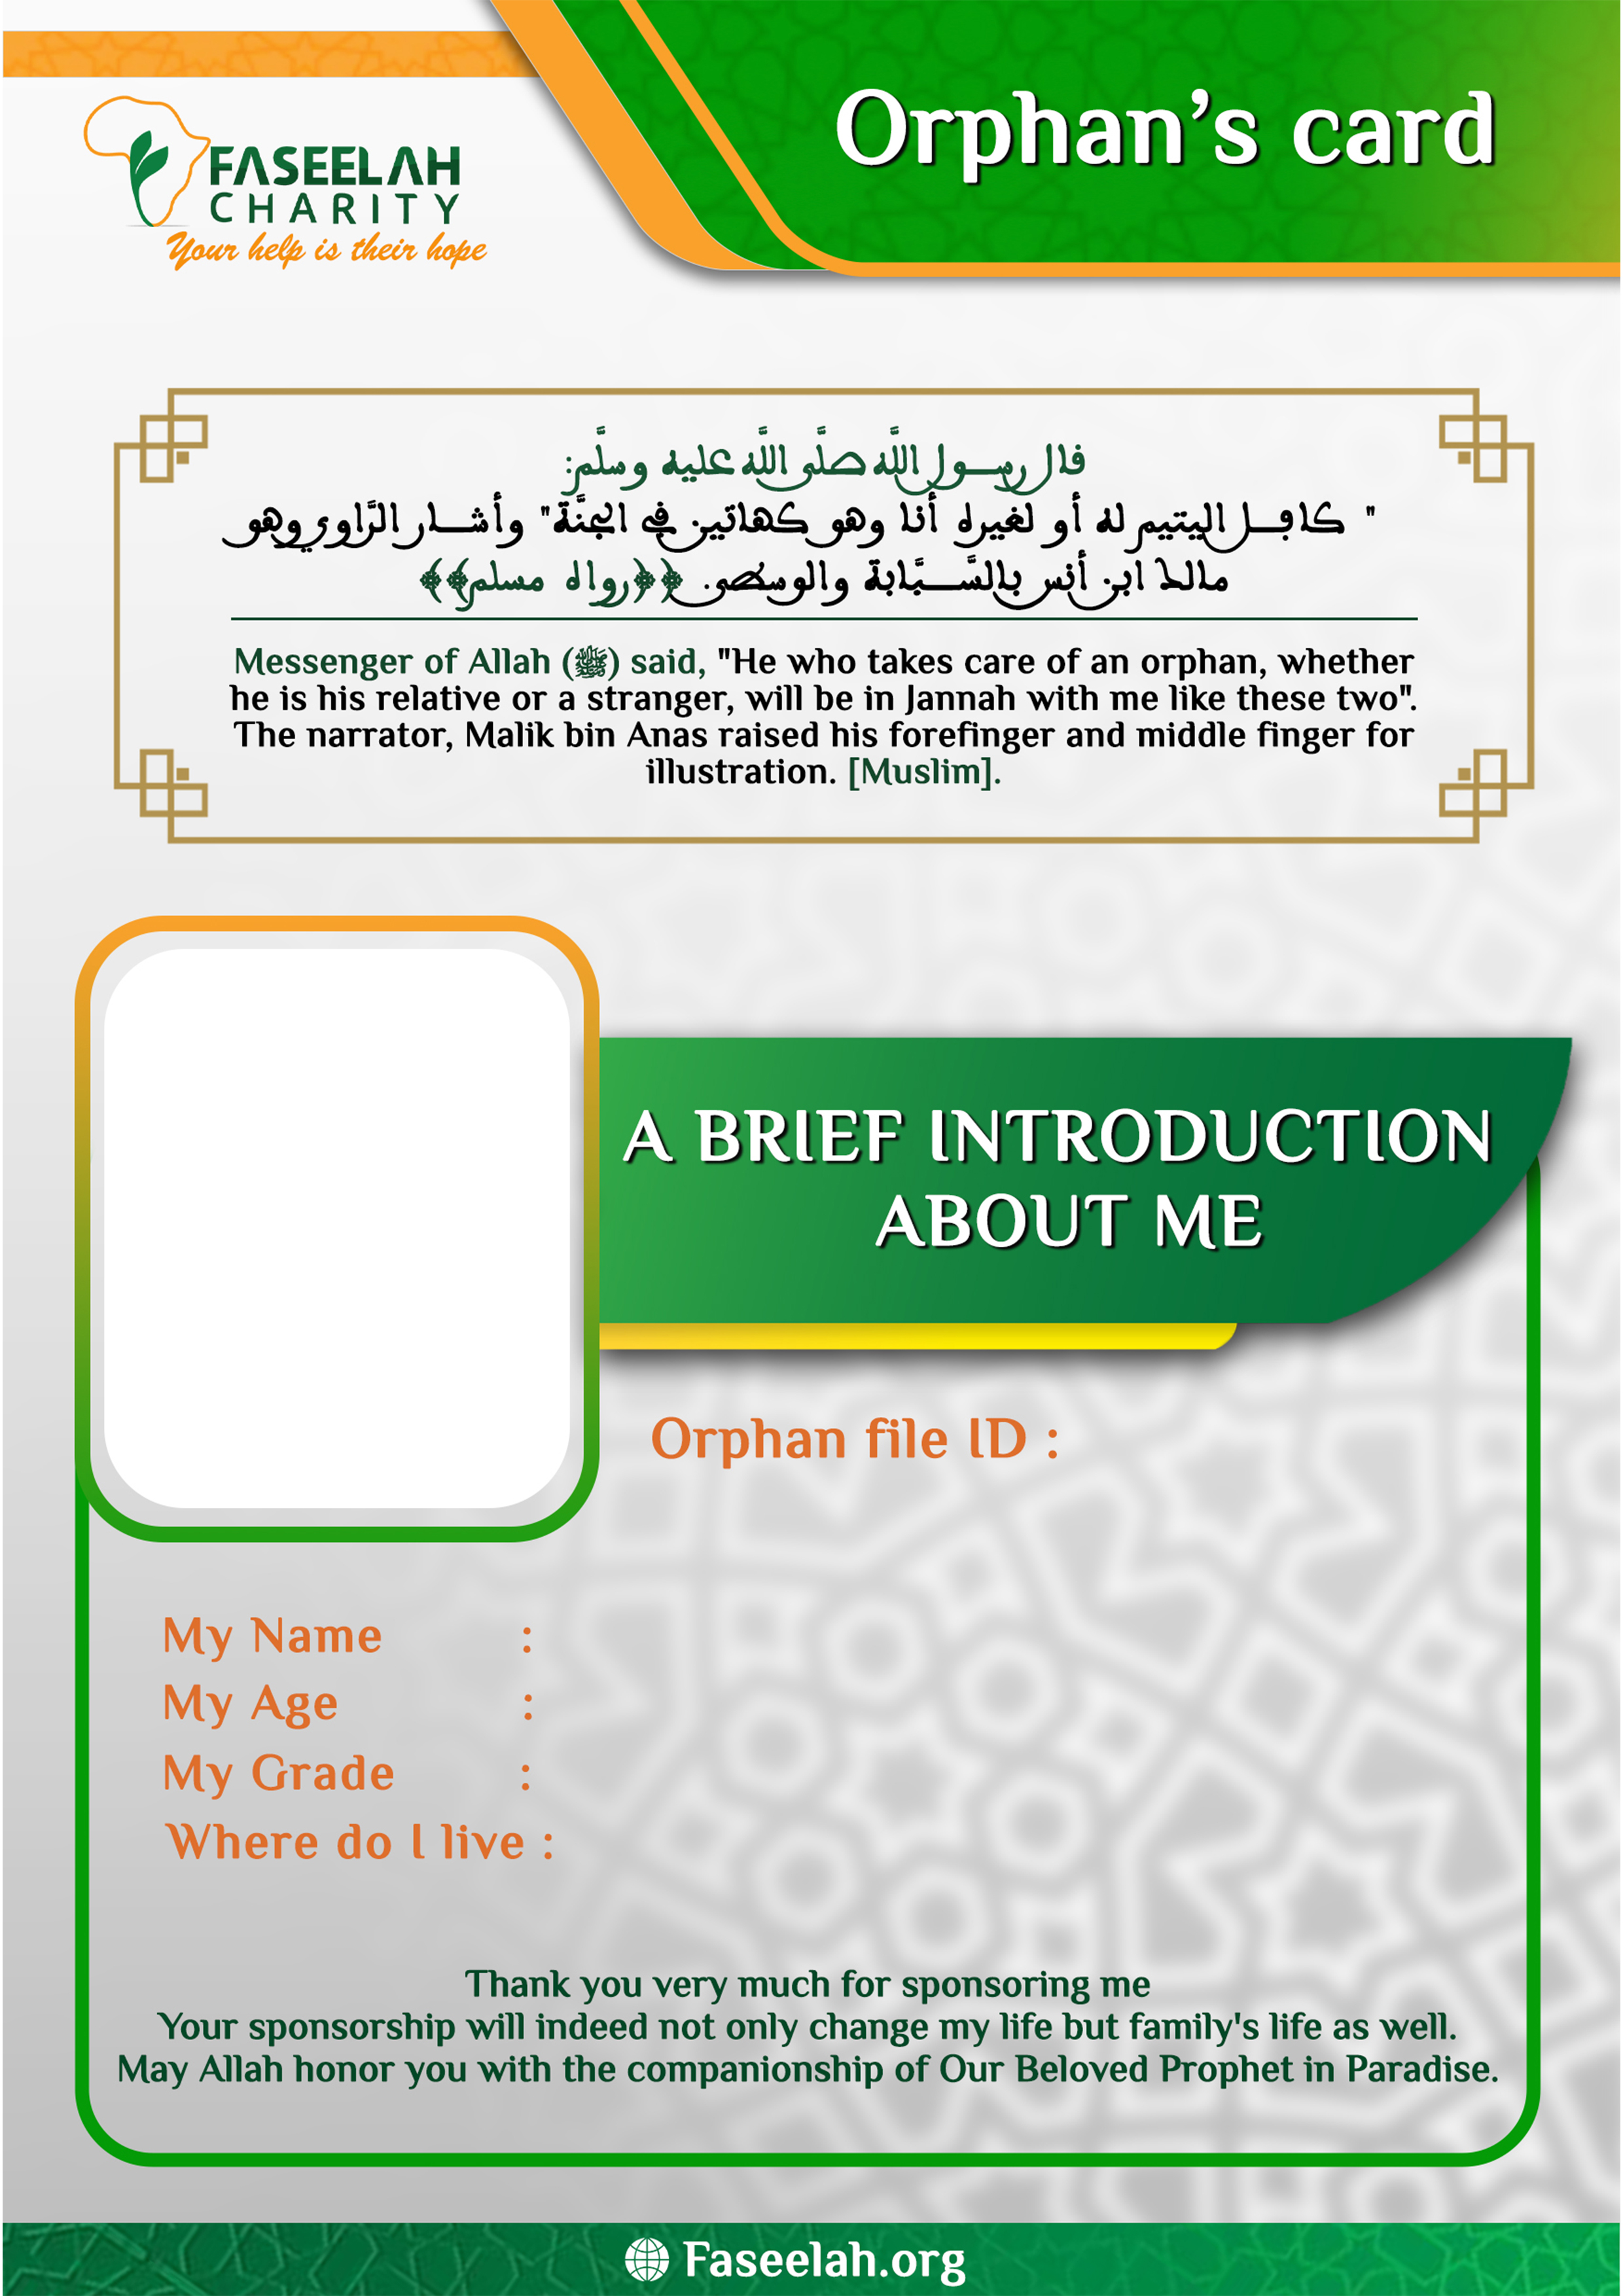 Orphan's card
FASEELAH
CHARITY
Your help is their hope
قال رسول اللَّه صلَّى اللَّه عليه وسلَّم:
" كافل اليتيم له أو لغيره أنا وهو كهاتين في الجنَّة" وأشار الرَّاوي وهو
مالك ابن أنس بالسَّبَّابة والوسطى. ﴿﴿رواه مسلم﴾﴾
Messenger of Allah (ﷺ) said, "He who takes care of an orphan, whether
he is his relative or a stranger, will be in Jannah with me like these two".
The narrator, Malik bin Anas raised his forefinger and middle finger for
illustration. [Muslim].
A BRIEF INTRODUCTION
ABOUT ME
Orphan file ID :
My Name :
My Age :
My Grade :
Where do I live :
Thank you very much for sponsoring me
Your sponsorship will indeed not only change my life but family's life as well.
May Allah honor you with the companionship of Our Beloved Prophet in Paradise.
Faseelah.org